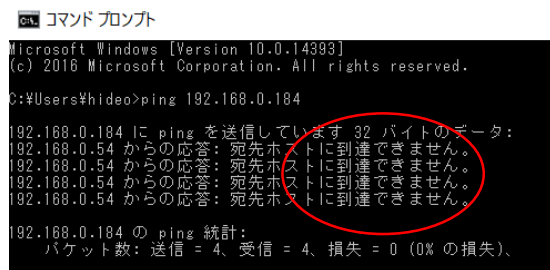 コマンド プロンプト
Microsoft Windows [Version 10.0.14393]
(c) 2016 Microsoft Corporation. All rights reserved.
C:¥Users¥hideo>ping 192.168.0.184
192.168.0.184 に ping を送信しています 32 バイトのデータ:
192.168.0.54 からの応答: 宛先ホストに到達できません。
192.168.0.54 からの応答: 宛先ホストに到達できません。
192.168.0.54 からの応答: 宛先ホストに到達できません。
192.168.0.54 からの応答: 宛先ホストに到達できません。
192.168.0.184 の ping 統計:
パケット数: 送信 = 4、受信 = 4、損失 = 0 (0% の損失)、